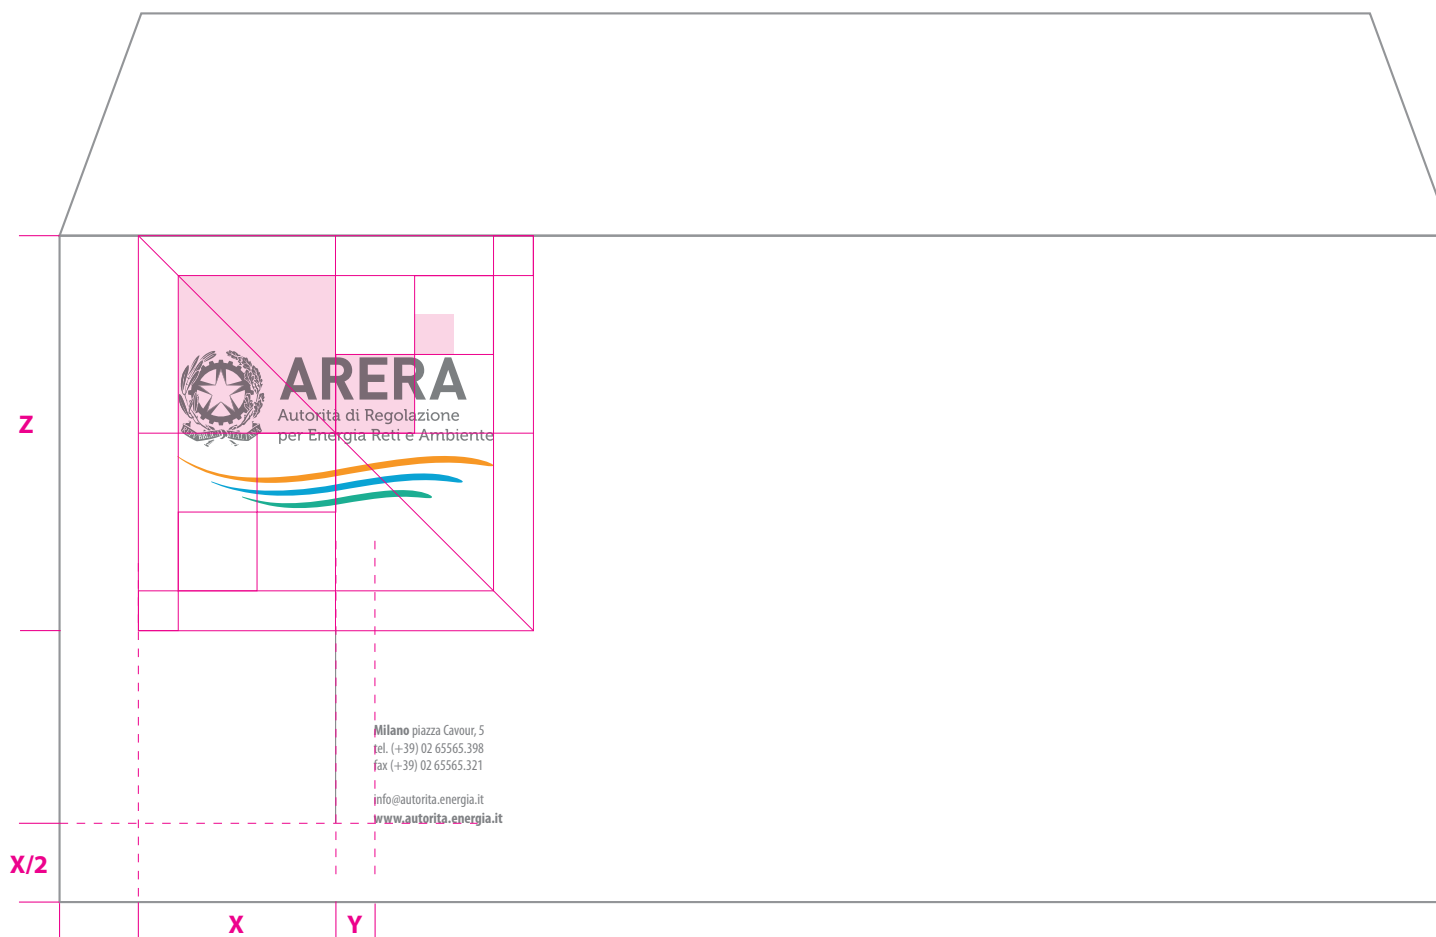 ARERA
Autorità di Regolazione
per Energia Reti e Ambiente
Z
Milano piazza Cavour, 5
tel. (+39) 02 65565.398
fax (+39) 02 65565.321
info@autorita.energia.it
www.autorita.energia.it
X/2
X
Y